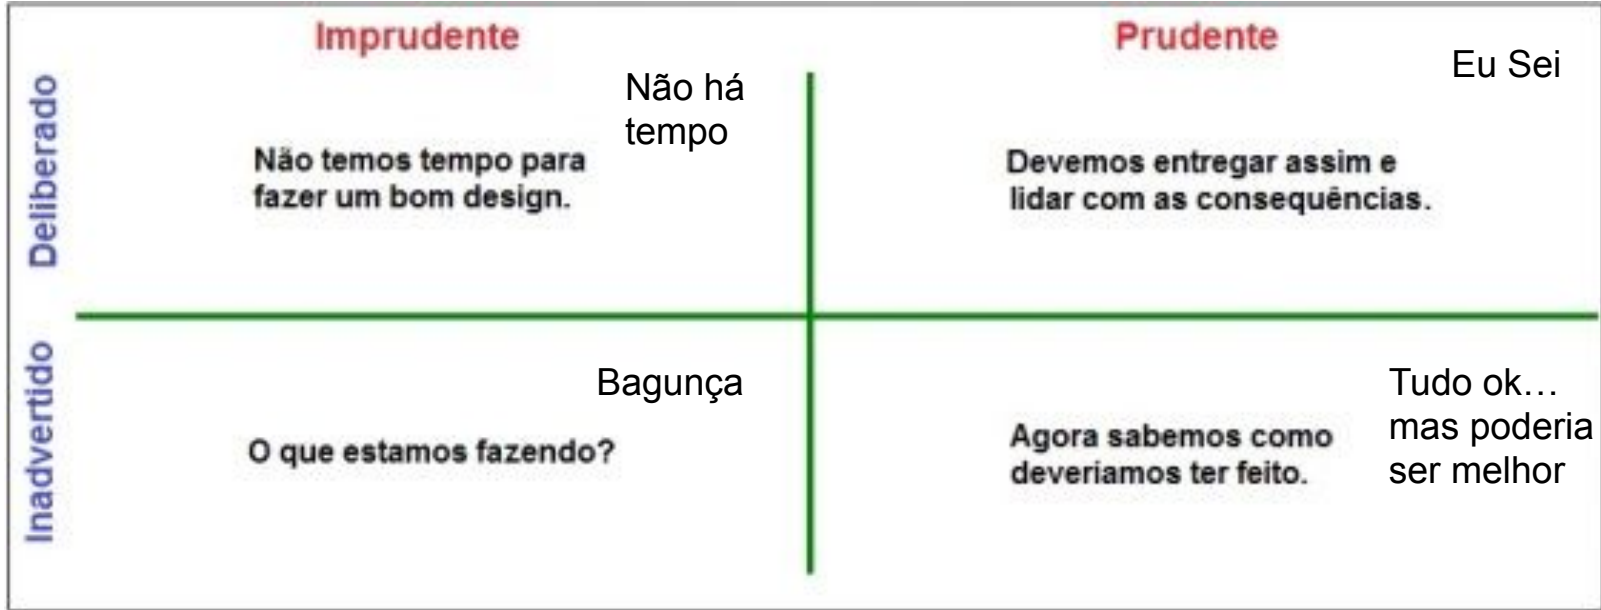 Imprudente
Prudente
Eu Sei
Deliberado
Não há
tempo
Não temos tempo para
fazer um bom design.
Devemos entregar assim e
lidar com as consequências.
Inadvertido
Bagunça
O que estamos fazendo?
Tudo ok…
mas poderia
ser melhor
Agora sabemos como
deveriamos ter feito.